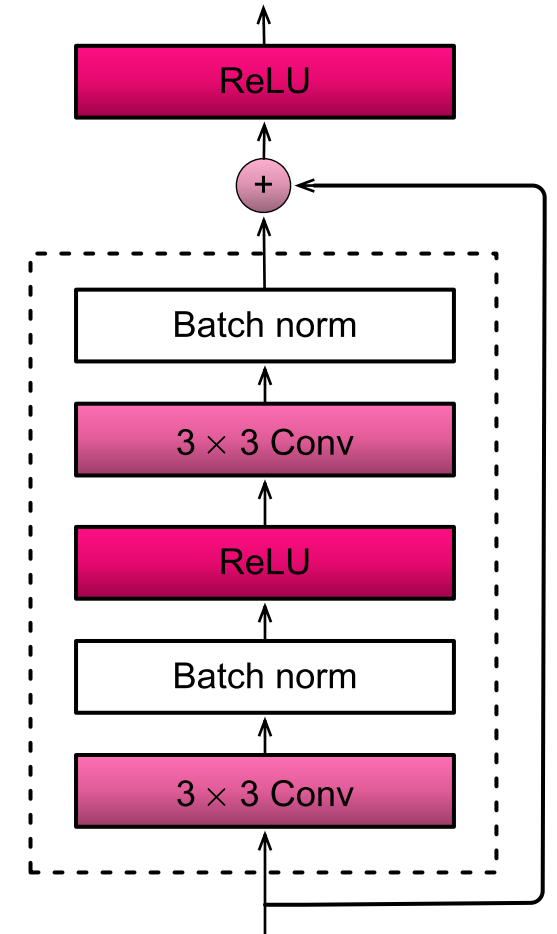 ReLU
+
Batch norm
3 × 3 Conv
ReLU
Batch norm
3 × 3 Conv